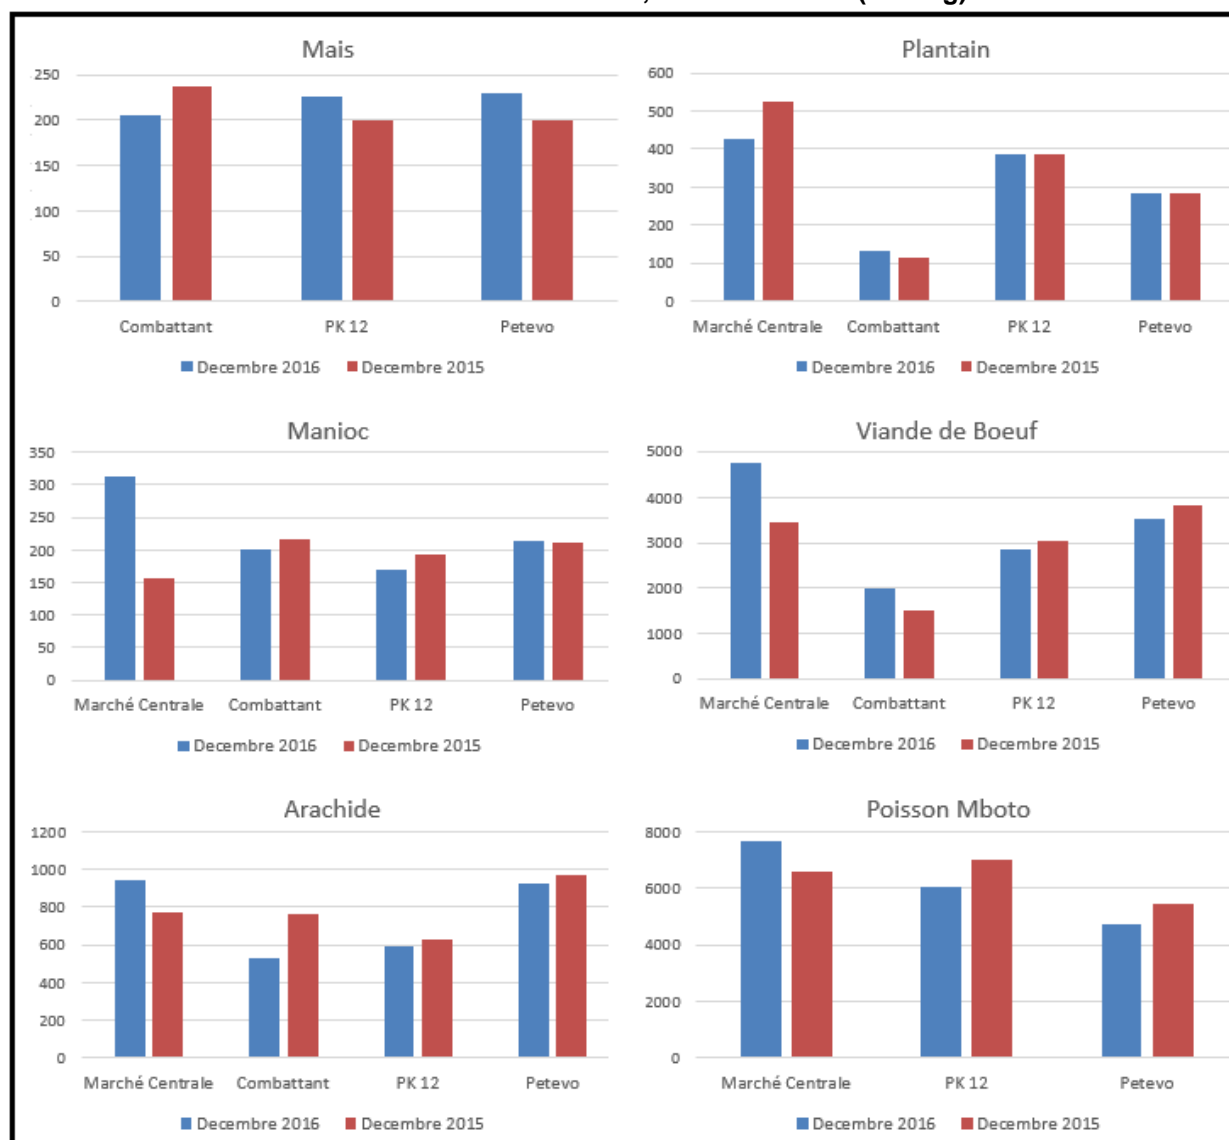 Mais
250
200
150
100
50
0
Combattant PK 12 Petevo
Decembre 2016 Decembre 2015
Plantain
600
500
400
300
200
100
0
Marché Centrale Combattant PK 12 Petevo
Decembre 2016 Decembre 2015
Manioc
350
300
250
200
150
100
50
0
Marché Centrale Combattant PK 12 Petevo
Decembre 2016 Decembre 2015
Viande de Boeuf
5000
4000
3000
2000
1000
0
Marché Centrale Combattant PK 12 Petevo
Decembre 2016 Decembre 2015
Arachide
1200
1000
800
600
400
200
0
Marché Centrale Combattant PK 12 Petevo
Decembre 2016 Decembre 2015
Poisson Mboto
8000
6000
4000
2000
0
Marché Centrale PK 12 Petevo
Decembre 2016 Decembre 2015